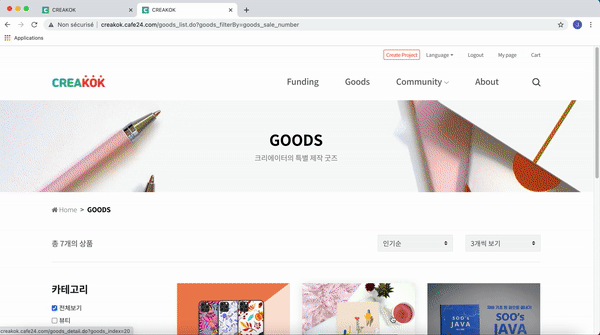 CREAKOK
CREAKOK
Non sécurisé | creakok.cafe24.com/goods_list.do?goods_filterBy=goods_sale_number
Applications
Create Project Language Logout My page Cart
CREAKOK Funding Goods Community About
GOODS
크리에이터의 특별 제작 굿즈
Home > GOODS
총 7개의 상품 인기순 3개씩 보기
카테고리
전체보기
뷰티
SOO's
JAVA
SOO's
JAVA
creakok.cafe24.com/goods_detail.do?goods_index=20